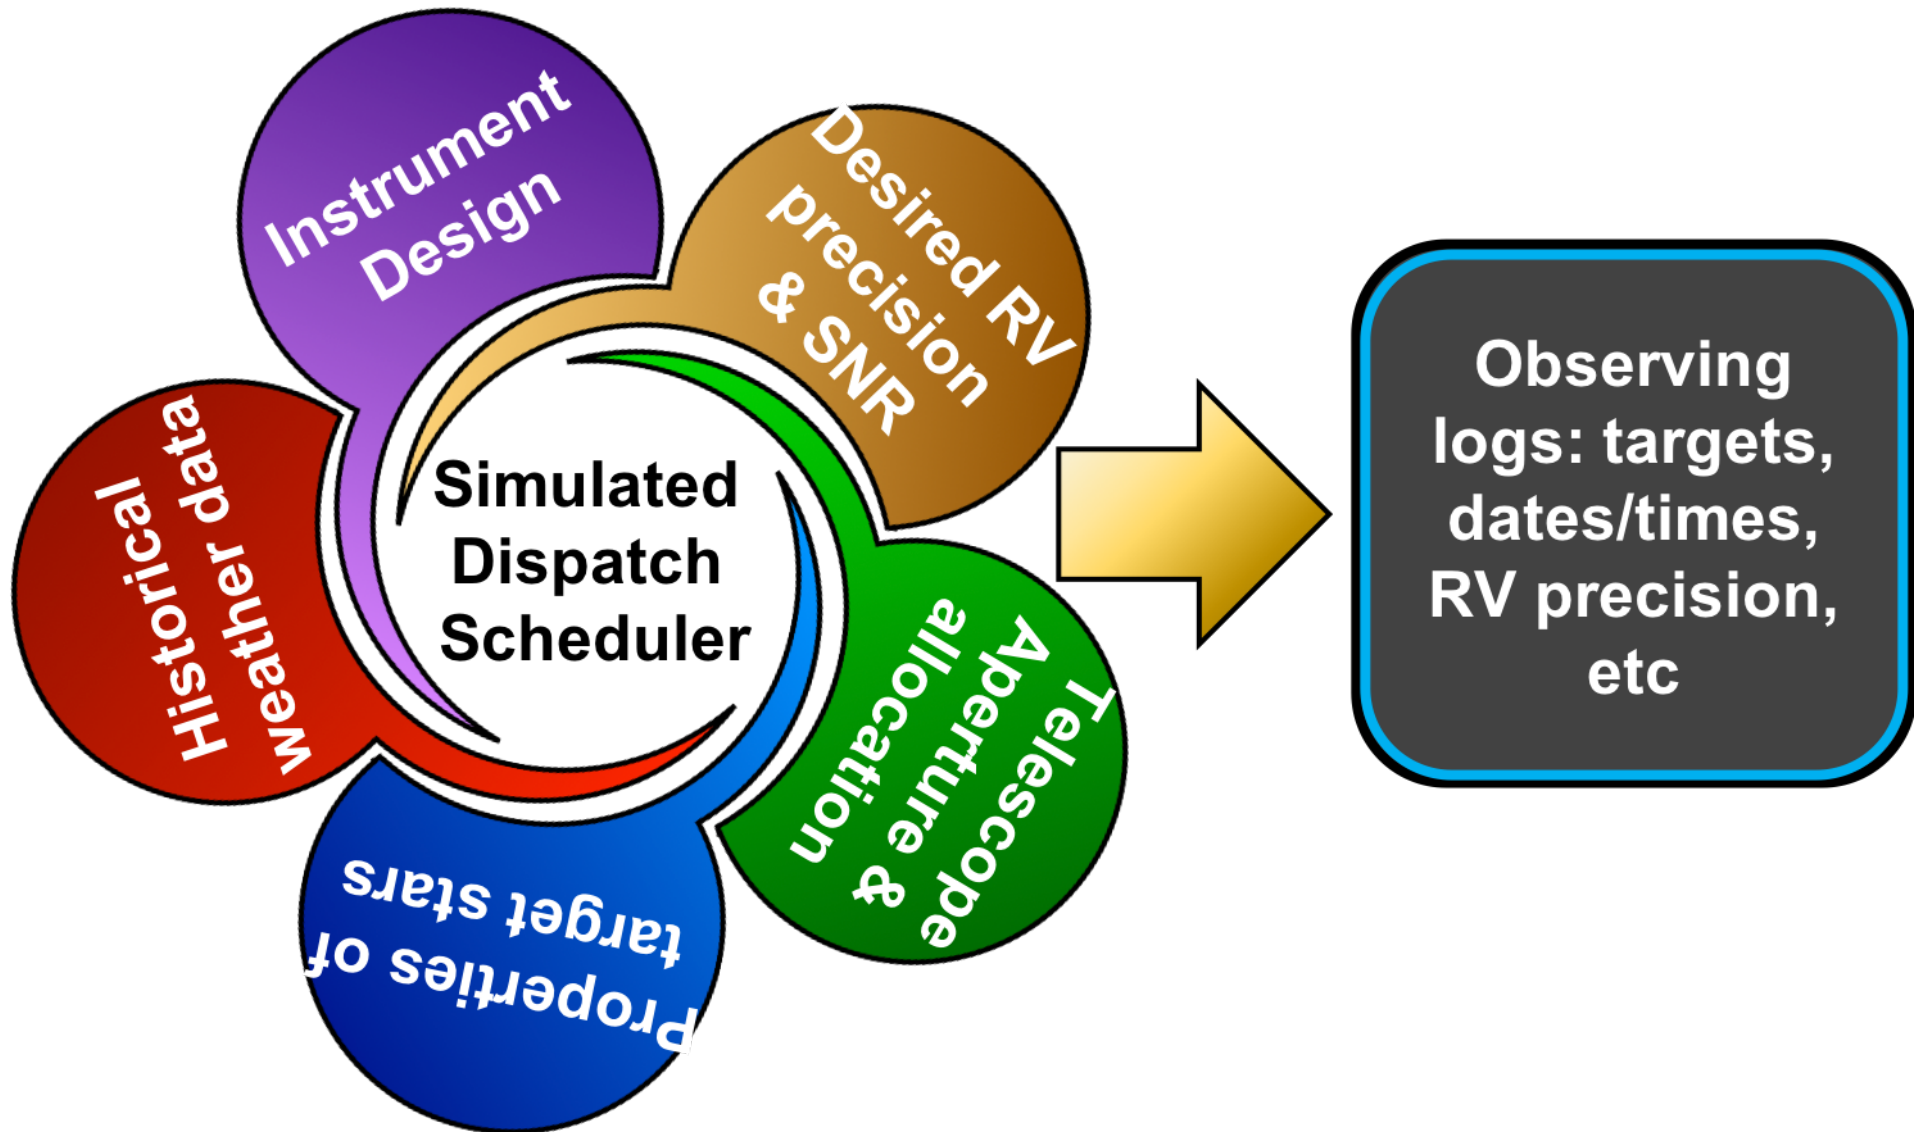 Instrument
Design
Desired RV
precision
& SNR
Telescope
Aperture &
allocation
Properties of
target stars
Historical
weather data
Simulated
Dispatch
Scheduler
Observing
logs: targets,
dates/times,
RV precision,
etc